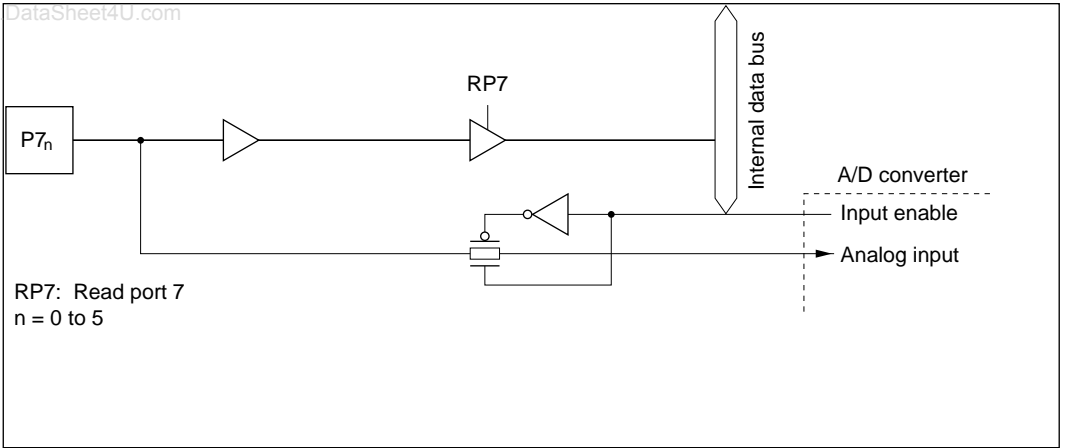 .DataSheet4U.com
RP7
P7n
Internal data bus
A/D converter
Input enable
Analog input
RP7: Read port 7
n = 0 to 5